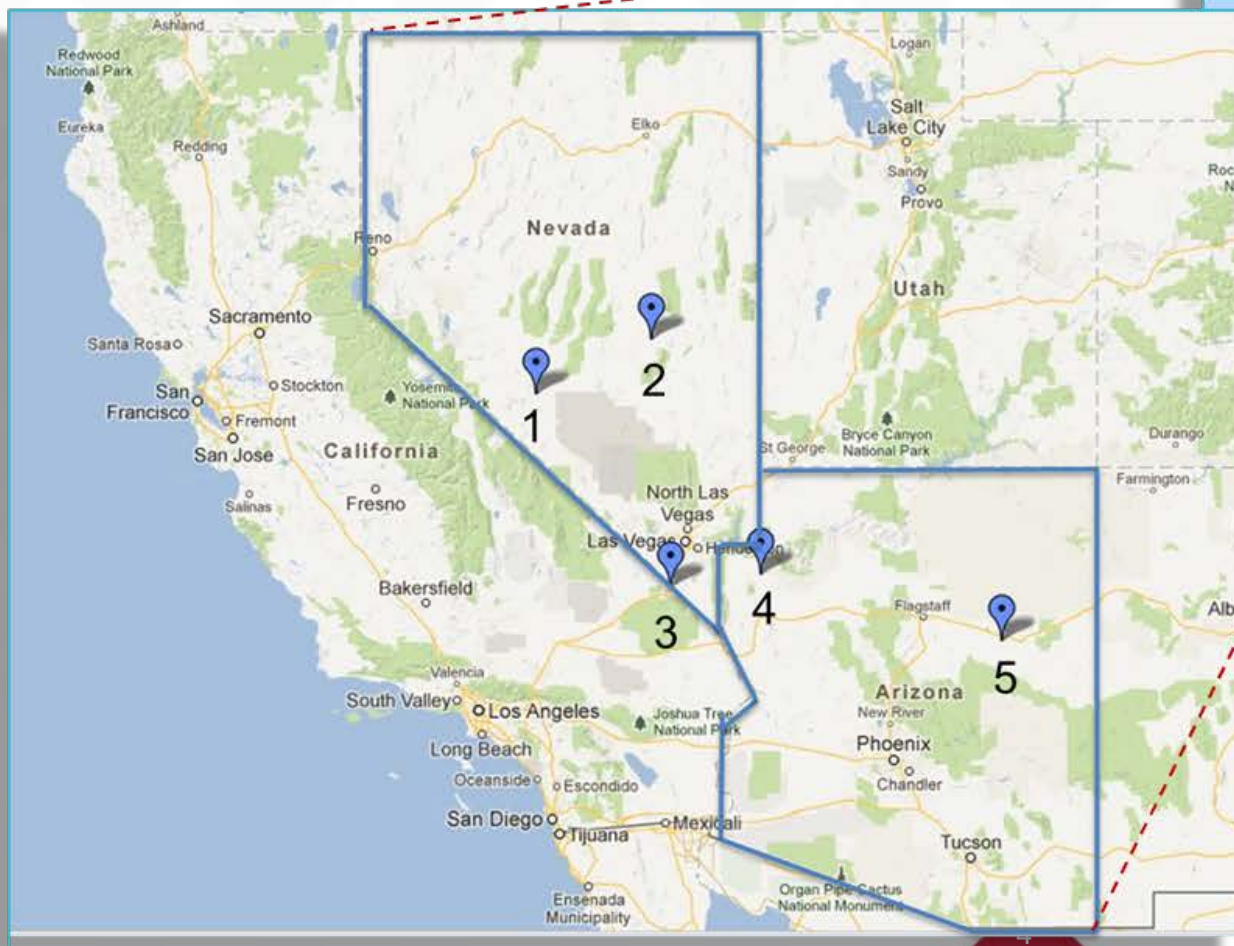 Ashland
Redwood
National Park
Eureka
Redding
Logan
Salt
Lake City
Elko
Sandy
Provo
Nevada
Reno
Utah
Sacramento
Santa Rosa
Stockton
San
Francisco
Yosemite
National Park
Fremont
San Jose
California
1
2
Bryce Canyon
National Park
St George
Durango
Farmington
Salinas
Fresno
North Las
Vegas
Las Vegas
Bakersfield
3
4
Flagstaff
5
Valencia
South Valley
Los Angeles
Joshua Tree
National Park
Arizona
New River
Long Beach
Phoenix
Chandler
Oceanside
Escondido
San Diego
Tijuana
Mexicali
Tucson
Organ Pipe Cactus
National Monument
Ensenada
Municipality